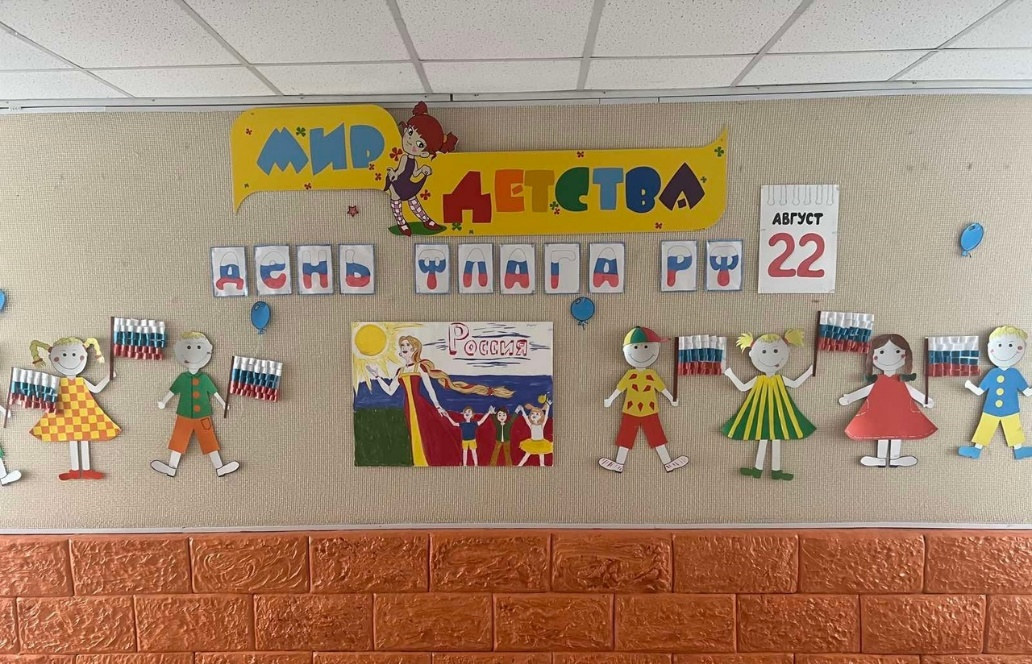 МИР
ДЕТСТВА
АВГУСТ
22
ДЕНЬ ФЛАГА РФ
РОССИЯ